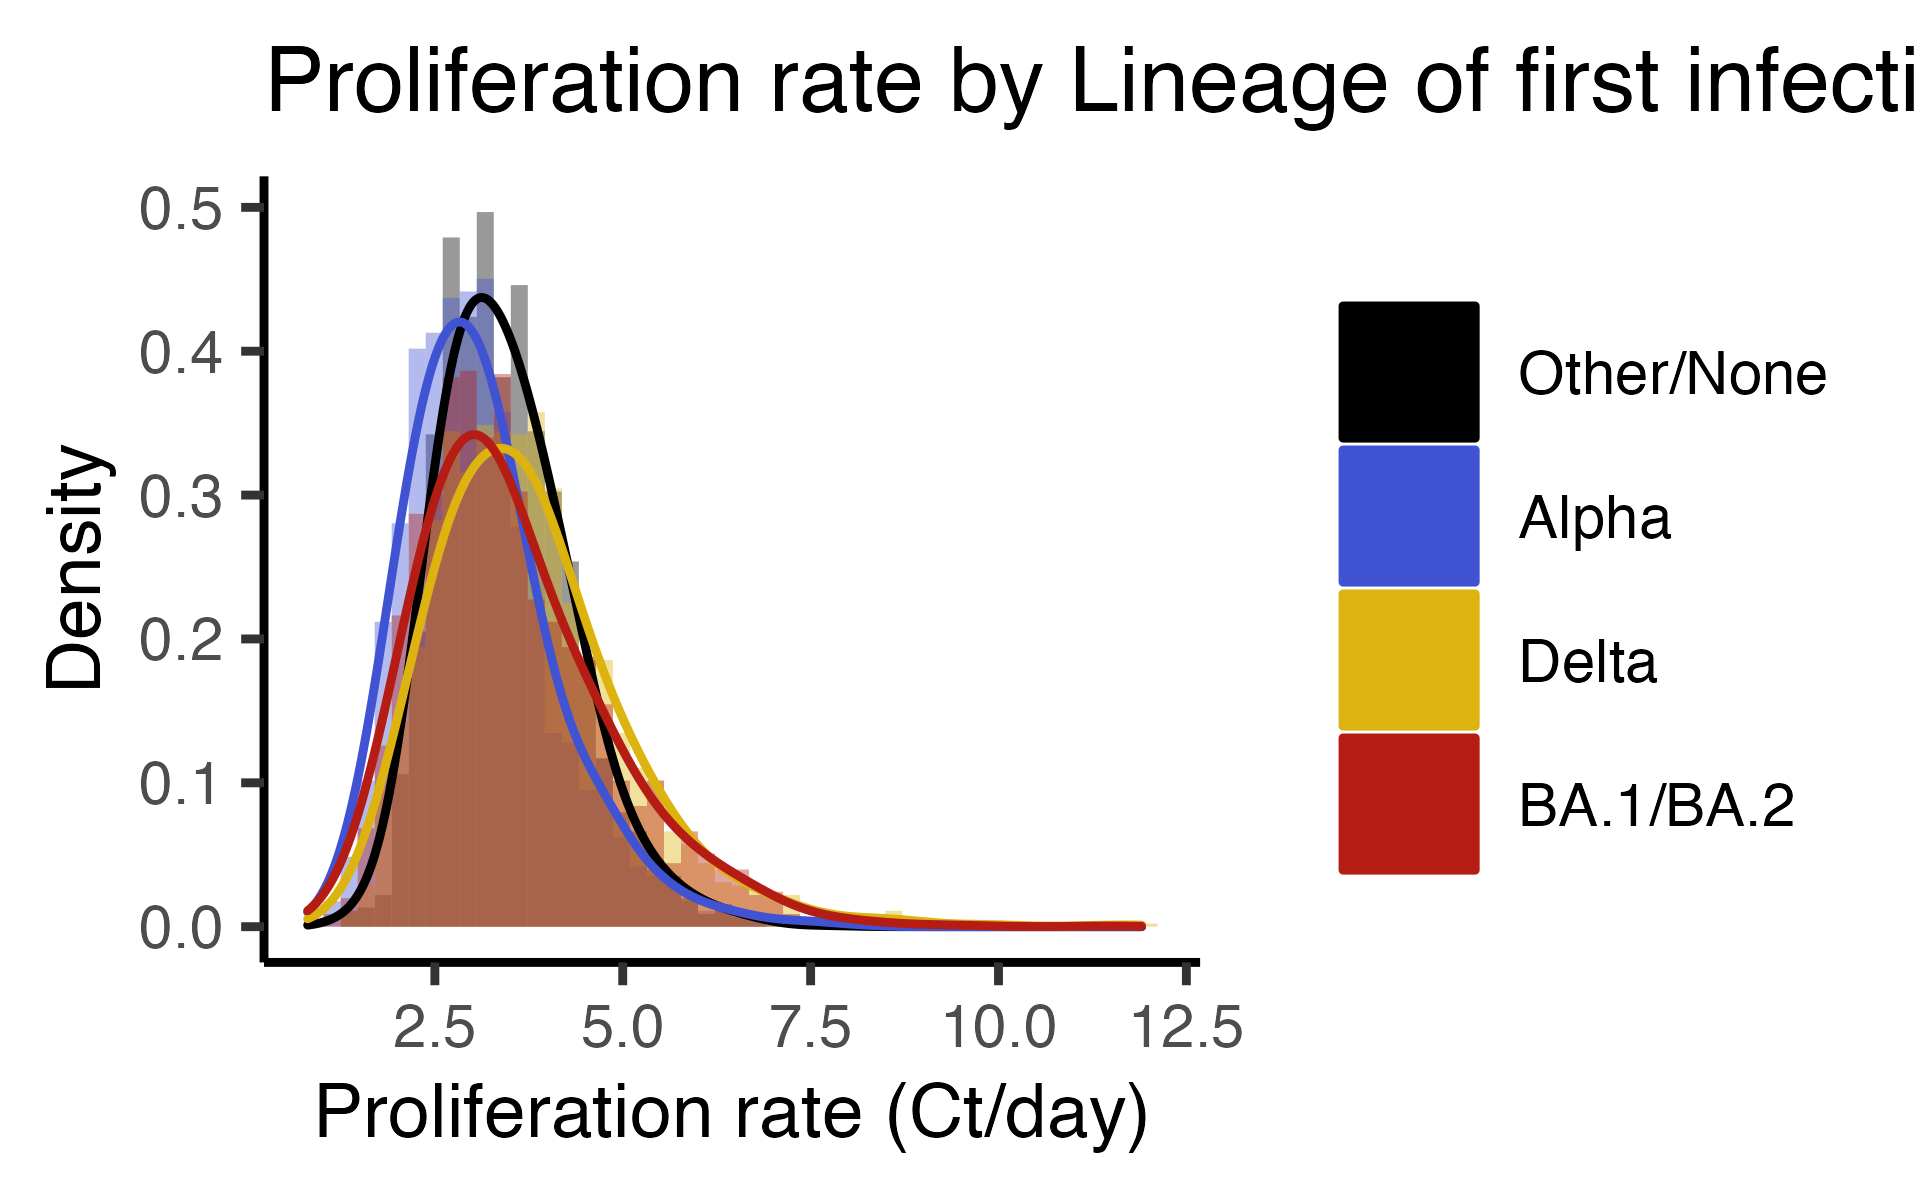 Proliferation rate by Lineage of first infecti
Density
0.5
0.4
0.3
0.2
0.1
0.0
2.5 5.0 7.5 10.0 12.5
Proliferation rate (Ct/day)
Other/None
Alpha
Delta
BA.1/BA.2